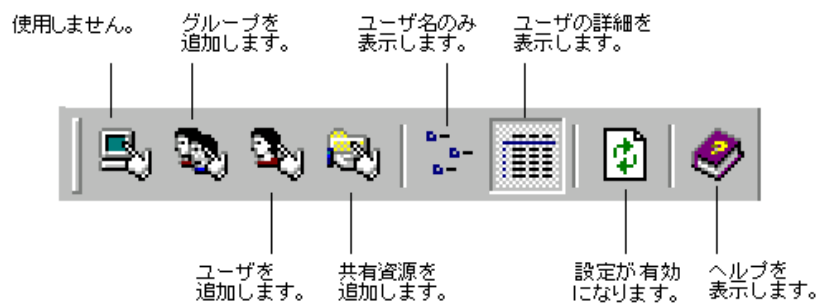 使用しません。
グループを
追加します。
ユーザ名のみ
表示します。
ユーザの詳細を
表示します。
ユーザを
追加します。
共有資源を
追加します。
設定が有効
になります。
ヘルプを
表示します。